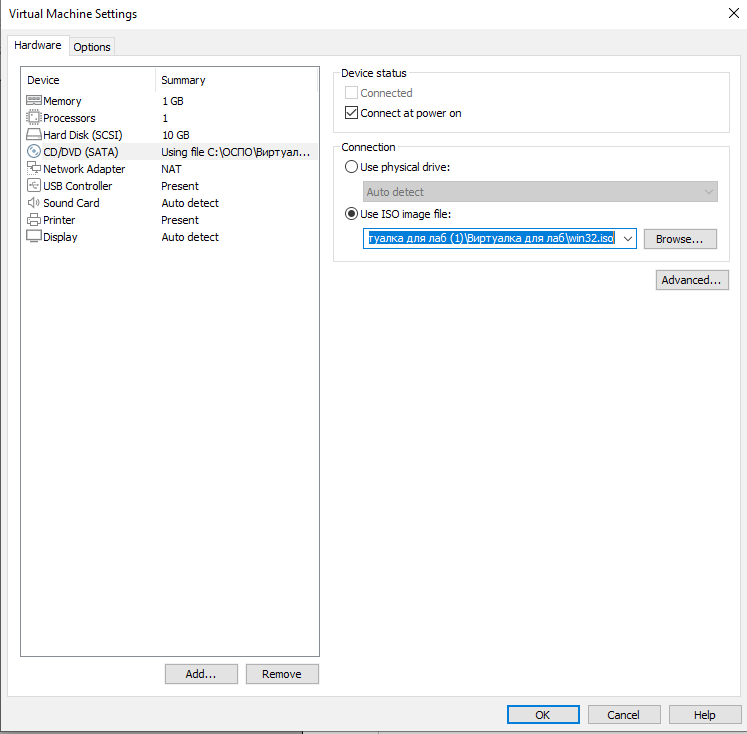 Virtual Machine Settings
Hardware Options
Device Summary
Memory 1 GB
Processors 1
Hard Disk (SCSI) 10 GB
CD/DVD (SATA) Using file C:\ОСПО\Виртуал...
Network Adapter NAT
USB Controller Present
Sound Card Auto detect
Printer Present
Display Auto detect
Add... Remove
Device status
Connected
Connect at power on
Connection
Use physical drive:
Auto detect
Use ISO image file:
туалка для лаб (1)\Виртуалка для лаб\win32.iso Browse...
Advanced...
OK Cancel Help